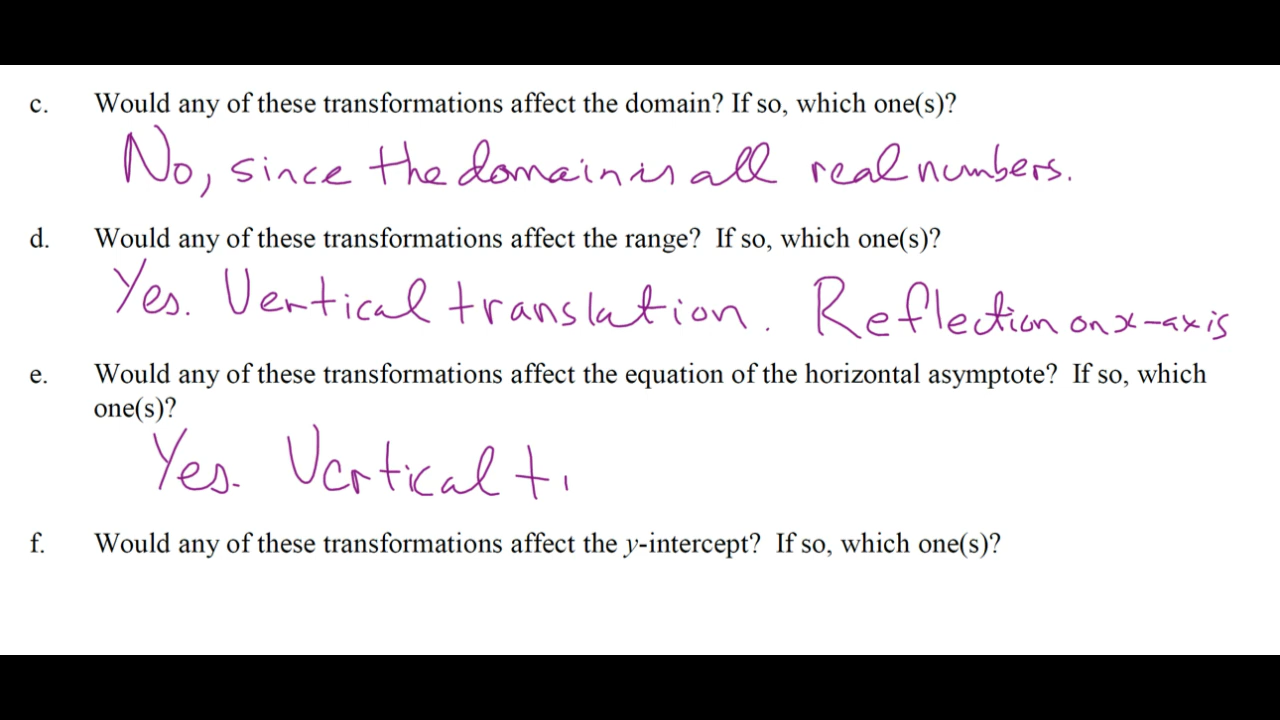 c. Would any of these transformations affect the domain? If so, which one(s)?
No, since the domain is all real numbers.
d. Would any of these transformations affect the range? If so, which one(s)?
Yes. Vertical translation. Reflection on x-axis
e. Would any of these transformations affect the equation of the horizontal asymptote? If so, which
one(s)?
Yes. Vertical t
f. Would any of these transformations affect the y-intercept? If so, which one(s)?